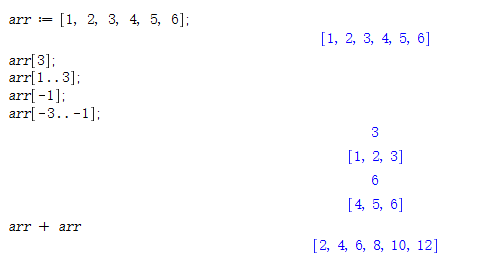 arr := [1, 2, 3, 4, 5, 6];
[1, 2, 3, 4, 5, 6]
arr[3];
arr[1..3];
arr[-1];
arr[-3..-1];
3
[1, 2, 3]
6
[4, 5, 6]
arr + arr
[2, 4, 6, 8, 10, 12]